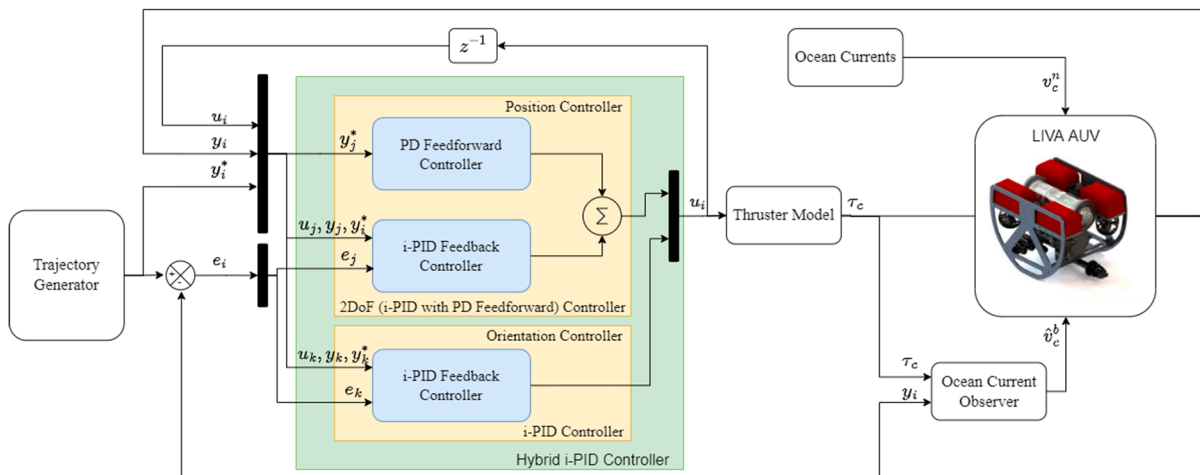 z⁻¹
Ocean Currents
v_c^n
Position Controller
LIVA AUV
u_i
y_i
y_i^*
y_j^*
PD Feedforward
Controller
u_i
Σ
Thruster Model
τ_c
u_j, y_j, y_i^*
i-PID Feedback
Controller
Trajectory
Generator
+
-
e_i
e_j
2DoF (i-PID with PD Feedforward) Controller
Orientation Controller
v̂_c^b
u_k, y_k, y_k^*
i-PID Feedback
Controller
e_k
τ_c
y_i
Ocean Current
Observer
i-PID Controller
Hybrid i-PID Controller